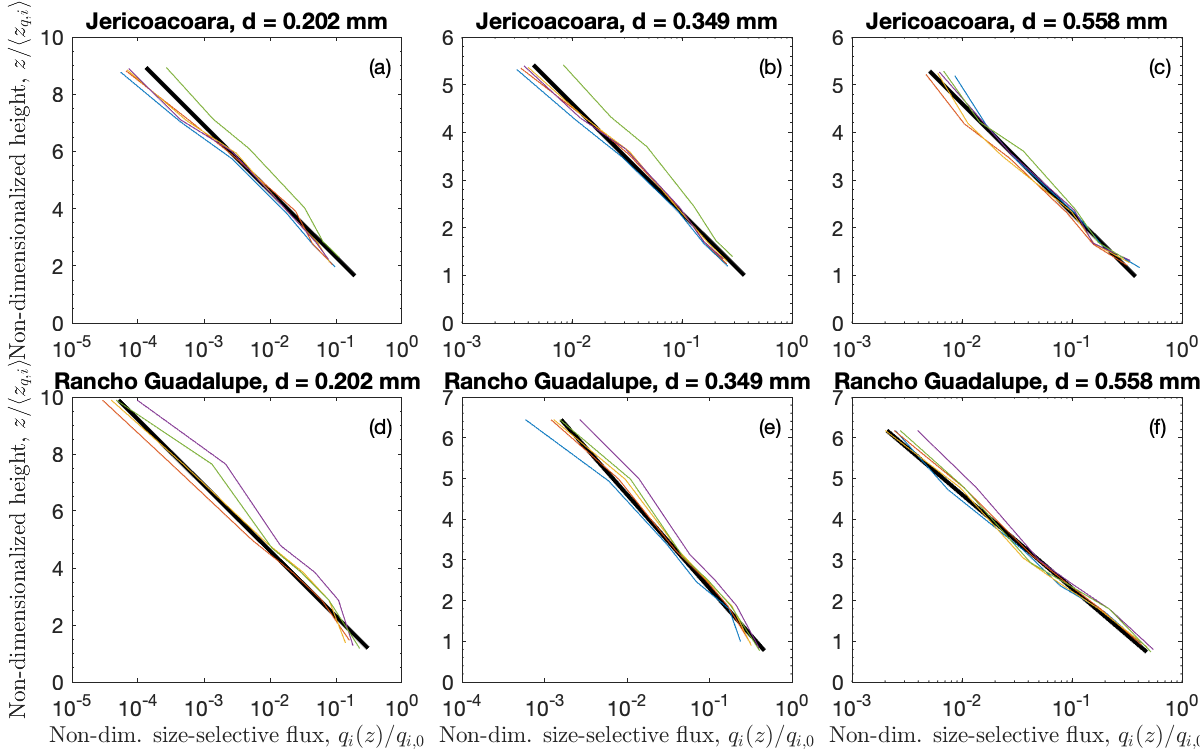 Jericoacoara, d = 0.202 mm
Jericoacoara, d = 0.349 mm
Jericoacoara, d = 0.558 mm
(a)
(b)
(c)
Non-dimensionalized height, z/⟨z_{q,i}⟩
10
8
6
4
2
0
6
5
4
3
2
1
0
6
5
4
3
2
1
0
10^{-5} 10^{-4} 10^{-3} 10^{-2} 10^{-1} 10^{0}
10^{-3} 10^{-2} 10^{-1} 10^{0}
10^{-3} 10^{-2} 10^{-1} 10^{0}
Rancho Guadalupe, d = 0.202 mm
Rancho Guadalupe, d = 0.349 mm
Rancho Guadalupe, d = 0.558 mm
(d)
(e)
(f)
Non-dimensionalized height, z/⟨z_{q,i}⟩
10
8
6
4
2
0
7
6
5
4
3
2
1
0
7
6
5
4
3
2
1
0
10^{-5} 10^{-4} 10^{-3} 10^{-2} 10^{-1} 10^{0}
10^{-4} 10^{-3} 10^{-2} 10^{-1} 10^{0}
10^{-3} 10^{-2} 10^{-1} 10^{0}
Non-dim. size-selective flux, q_i(z)/q_{i,0}
Non-dim. size-selective flux, q_i(z)/q_{i,0}
Non-dim. size-selective flux, q_i(z)/q_{i,0}